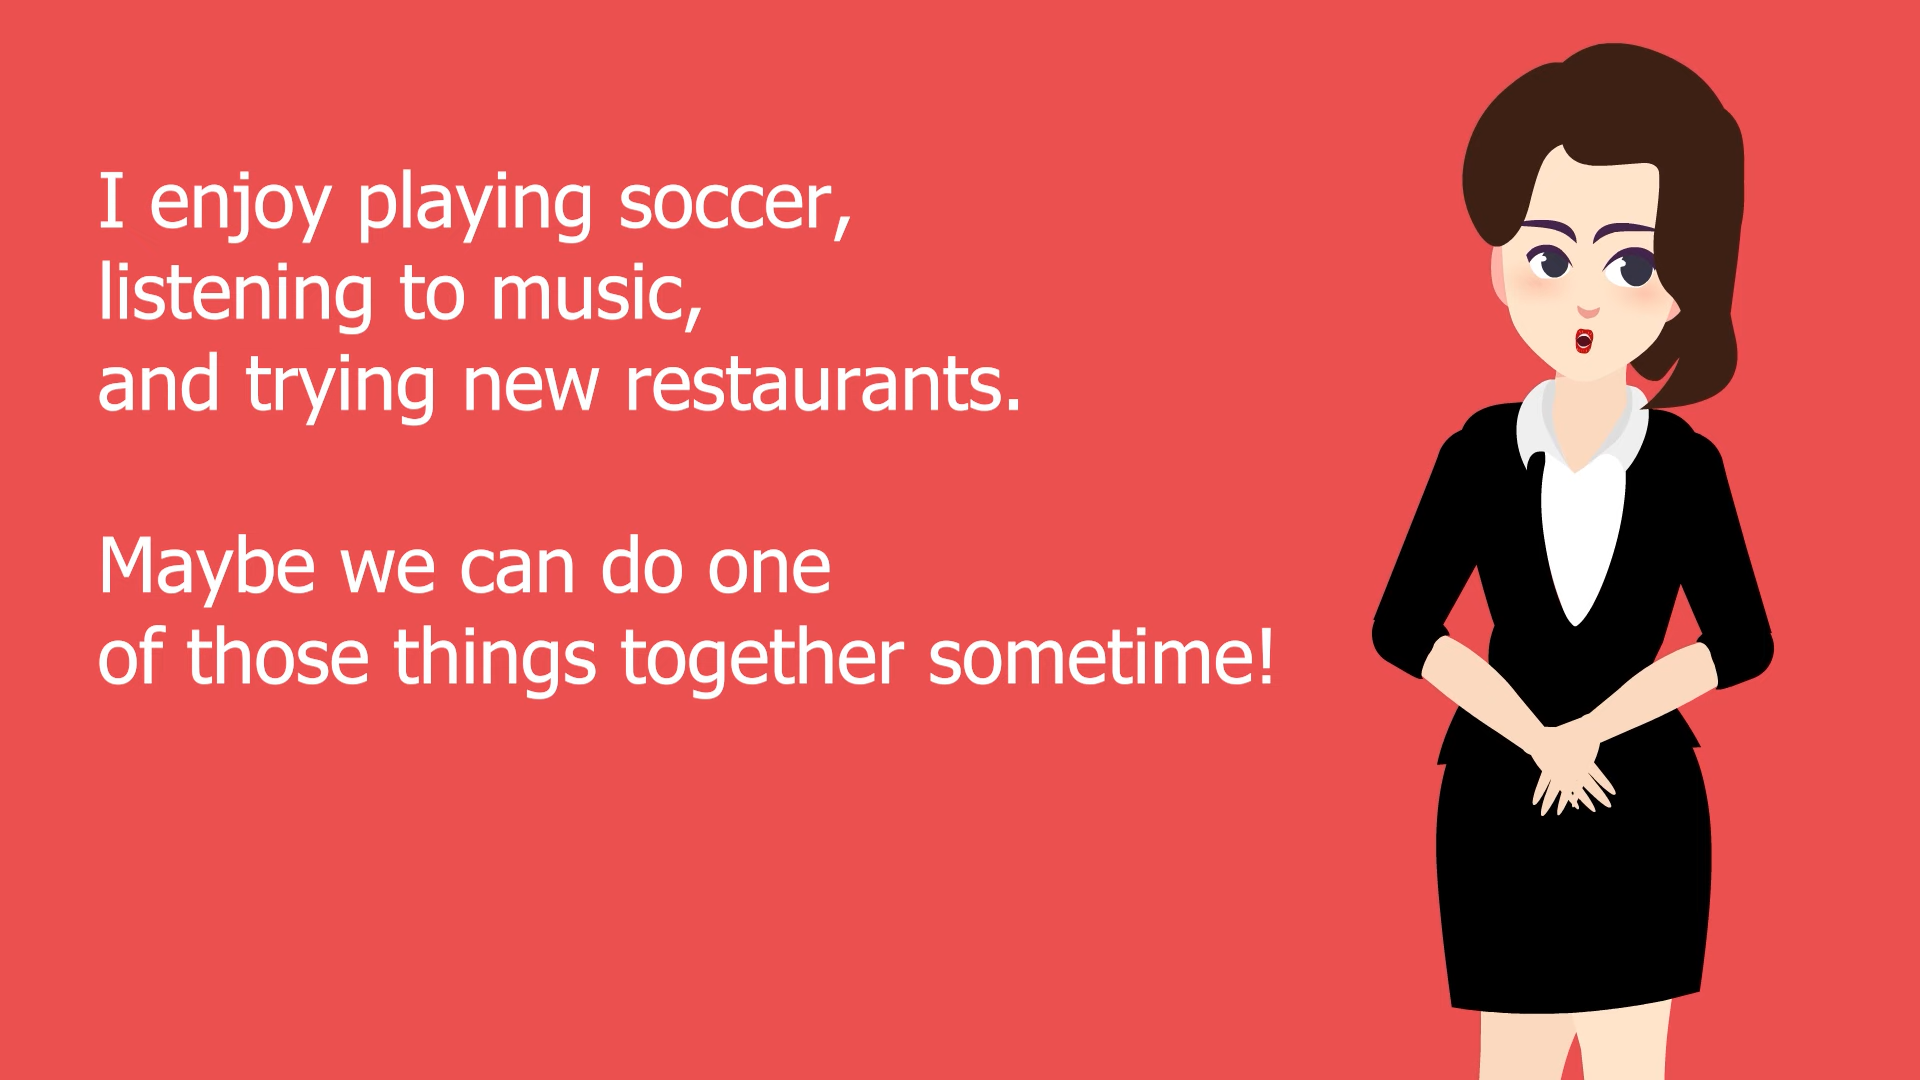 I enjoy playing soccer,
listening to music,
and trying new restaurants.
Maybe we can do one
of those things together sometime!